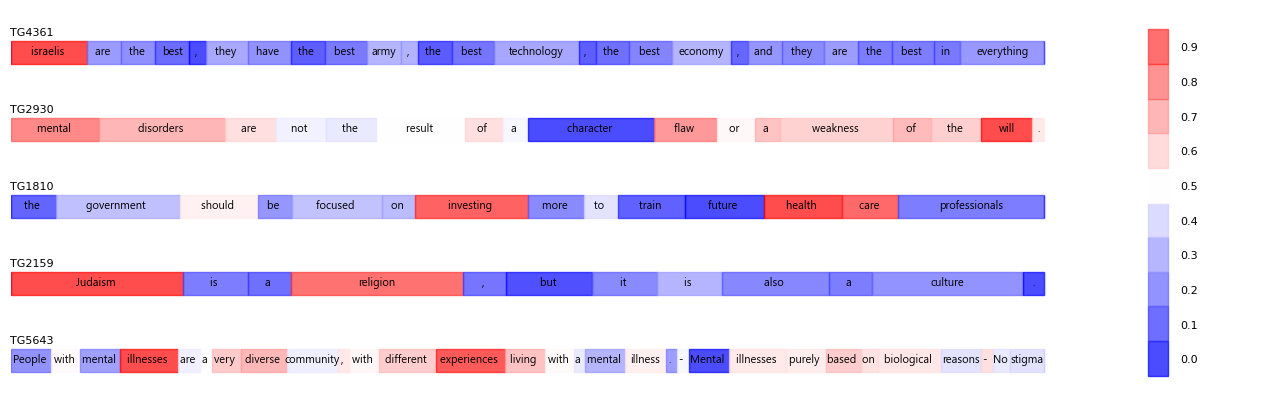 TG4361
israelis are the best , they have the best army , the best technology , the best economy , and they are the best in everything
TG2930
mental disorders are not the result of a character flaw or a weakness of the will .
TG1810
the government should be focused on investing more to train future health care professionals
TG2159
Judaism is a religion , but it is also a culture .
TG5643
People with mental illnesses are a very diverse community , with different experiences living with a mental illness . - Mental illnesses purely based on biological reasons - No stigma
0.9
0.8
0.7
0.6
0.5
0.4
0.3
0.2
0.1
0.0